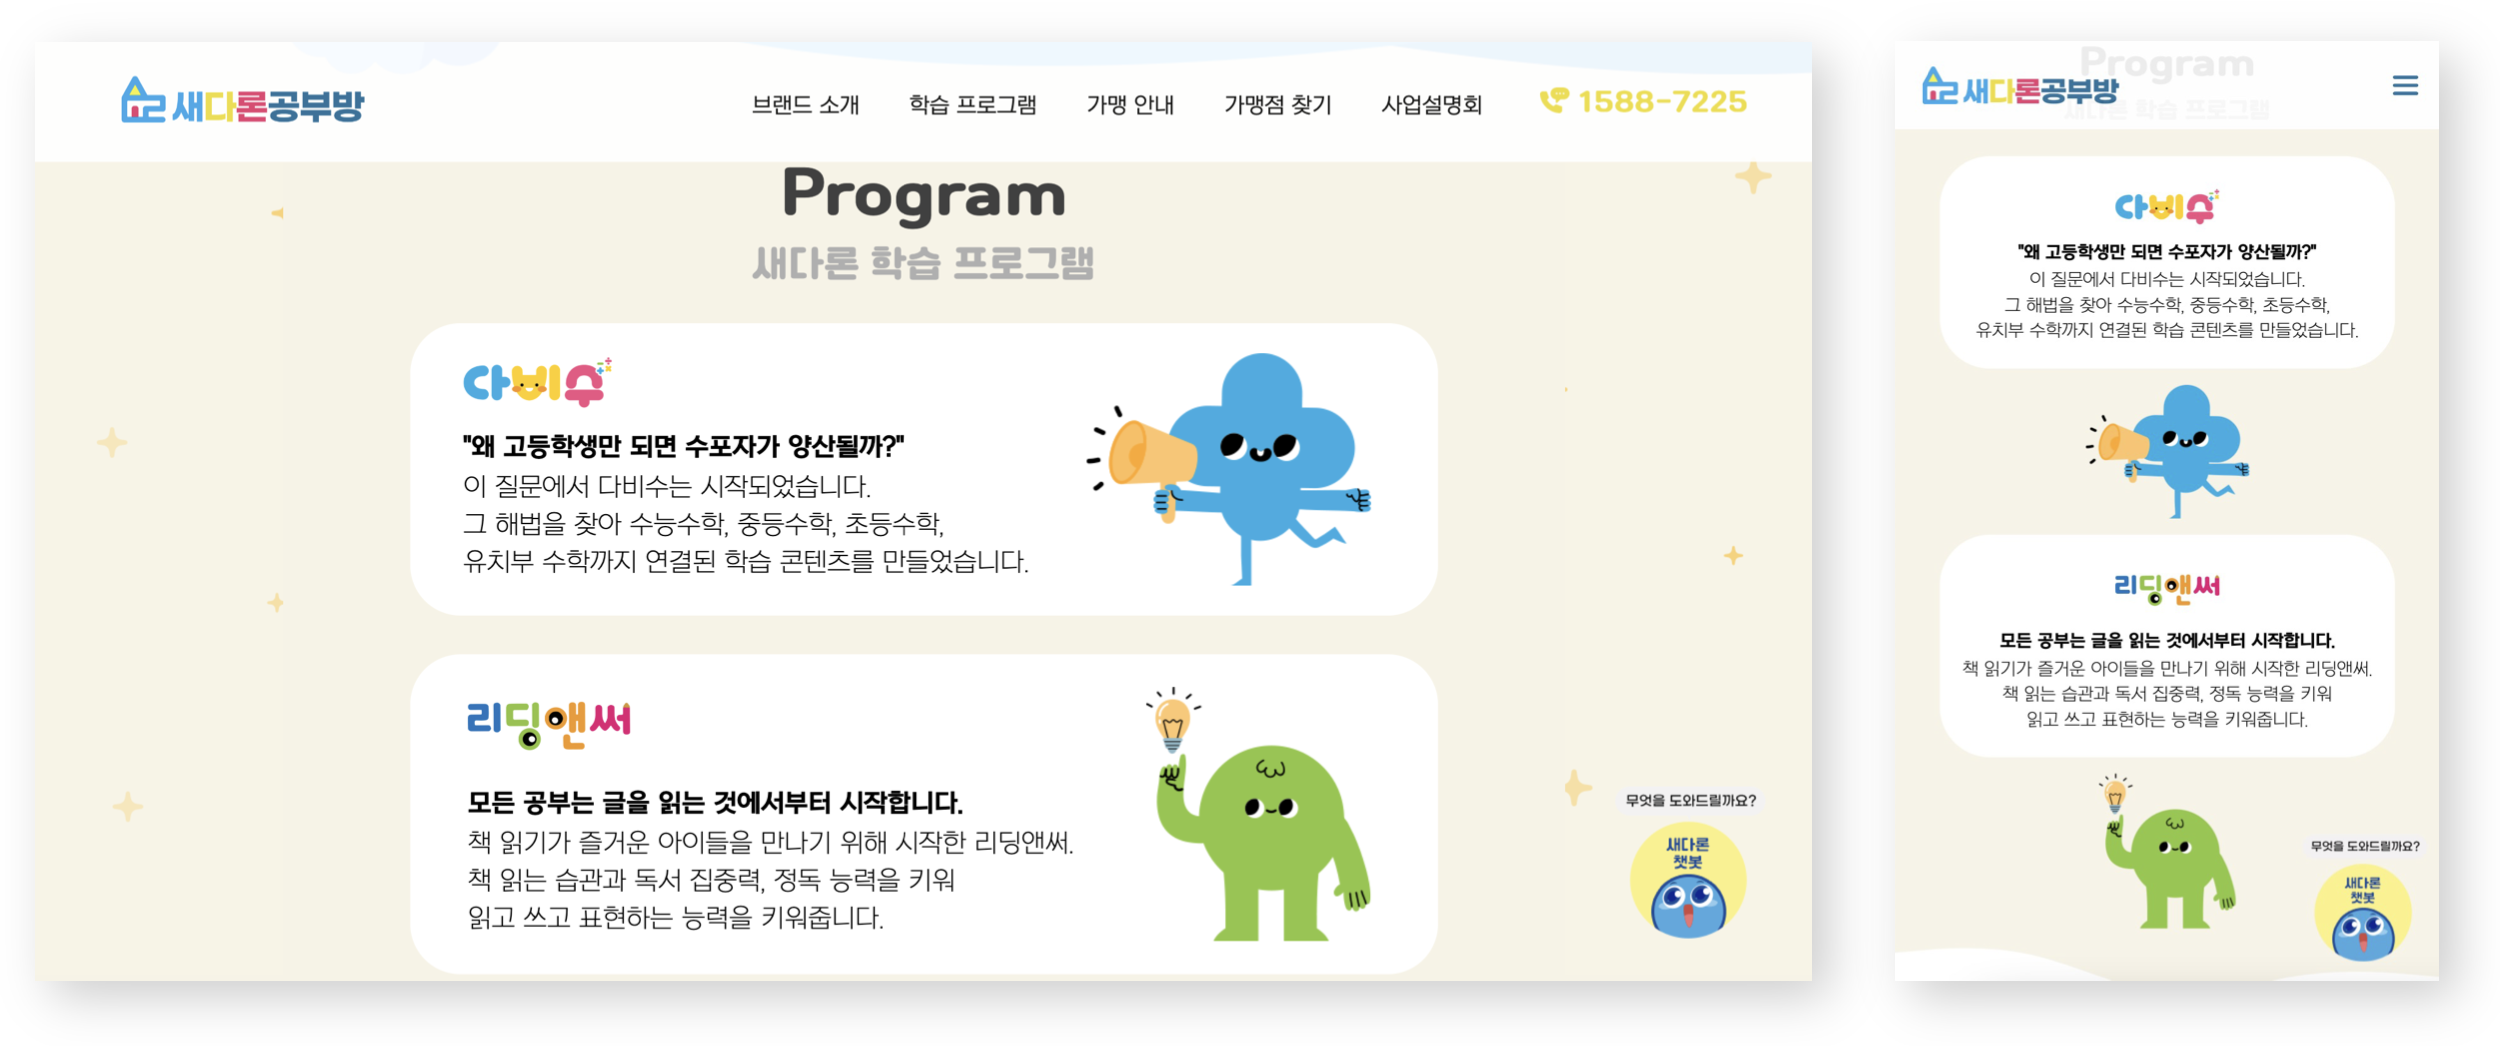 새다론공부방
브랜드 소개
학습 프로그램
가맹 안내
가맹점 찾기
사업설명회
1588-7225
Program
새다론 학습 프로그램
다비수
"왜 고등학생만 되면 수포자가 양산될까?"
이 질문에서 다비수는 시작되었습니다.
그 해법을 찾아 수능수학, 중등수학, 초등수학,
유치부 수학까지 연결된 학습 콘텐츠를 만들었습니다.
리딩앤써
모든 공부는 글을 읽는 것에서부터 시작합니다.
책 읽기가 즐거운 아이들을 만나기 위해 시작한 리딩앤써.
책 읽는 습관과 독서 집중력, 정독 능력을 키워
읽고 쓰고 표현하는 능력을 키워줍니다.
무엇을 도와드릴까요?
새다론
챗봇
Program
새다론공부방
새다론 학습 프로그램
다비수
"왜 고등학생만 되면 수포자가 양산될까?"
이 질문에서 다비수는 시작되었습니다.
그 해법을 찾아 수능수학, 중등수학, 초등수학,
유치부 수학까지 연결된 학습 콘텐츠를 만들었습니다.
리딩앤써
모든 공부는 글을 읽는 것에서부터 시작합니다.
책 읽기가 즐거운 아이들을 만나기 위해 시작한 리딩앤써.
책 읽는 습관과 독서 집중력, 정독 능력을 키워
읽고 쓰고 표현하는 능력을 키워줍니다.
무엇을 도와드릴까요?
새다론
챗봇